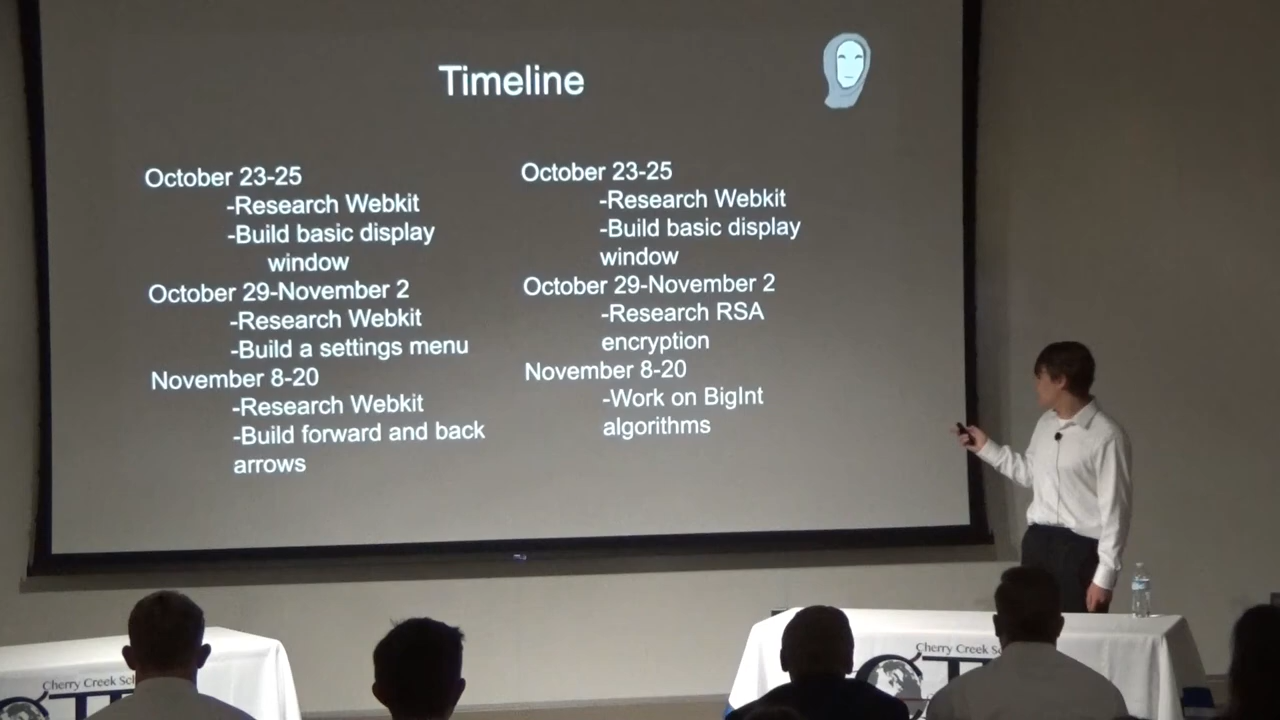 Timeline
October 23-25
-Research Webkit
-Build basic display
window
October 29-November 2
-Research Webkit
-Build a settings menu
November 8-20
-Research Webkit
-Build forward and back
arrows
October 23-25
-Research Webkit
-Build basic display
window
October 29-November 2
-Research RSA
encryption
November 8-20
-Work on BigInt
algorithms
Cherry Creek
Cherry Creek